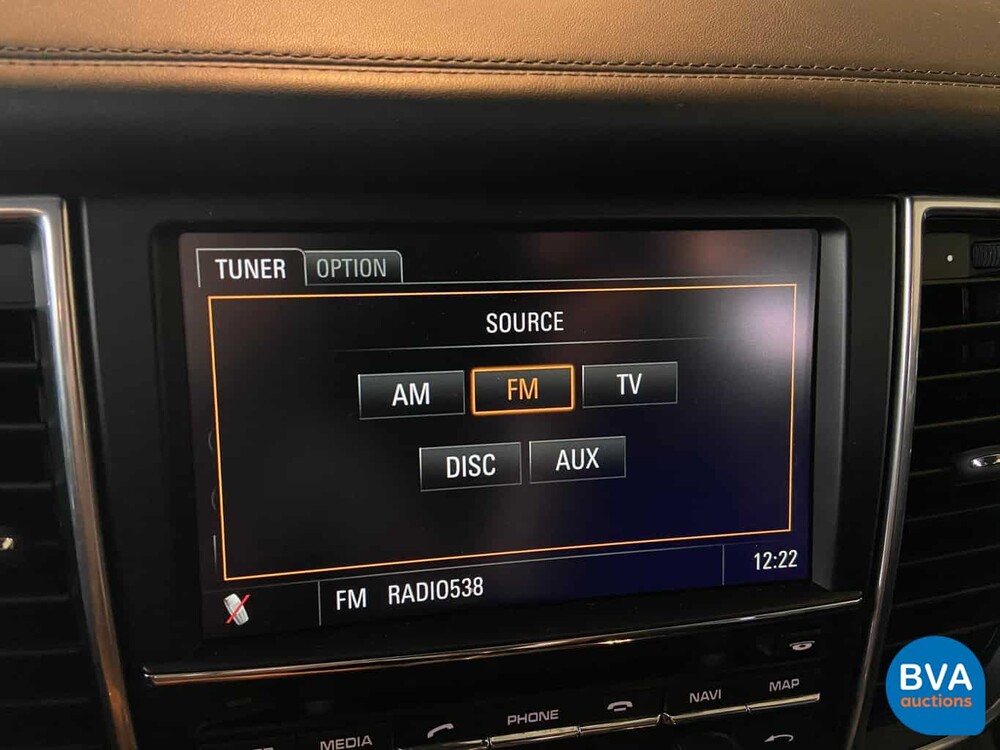 TUNER OPTION
SOURCE
AM FM TV
DISC AUX
FM RADIO538 12:22
MEDIA PHONE NAVI MAP
BVA
auctions